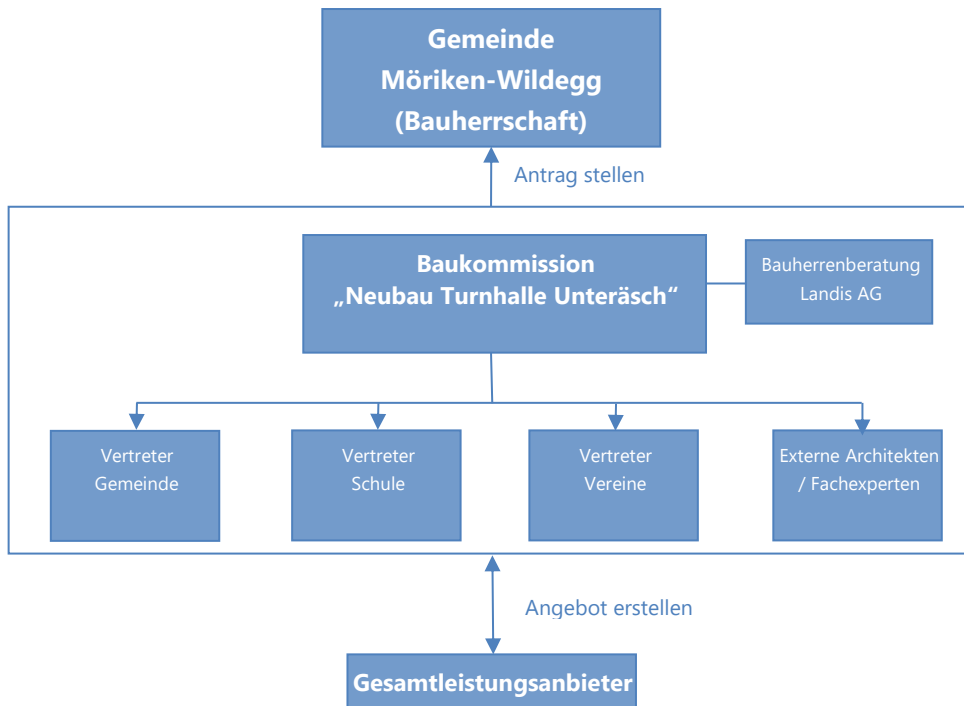 Gemeinde
Möriken-Wildegg
(Bauherrschaft)
Antrag stellen
Baukommission
„Neubau Turnhalle Unteräsch“
Bauherrenberatung
Landis AG
Vertreter
Gemeinde
Vertreter
Schule
Vertreter
Vereine
Externe Architekten
/ Fachexperten
Angebot erstellen
Gesamtleistungsanbieter